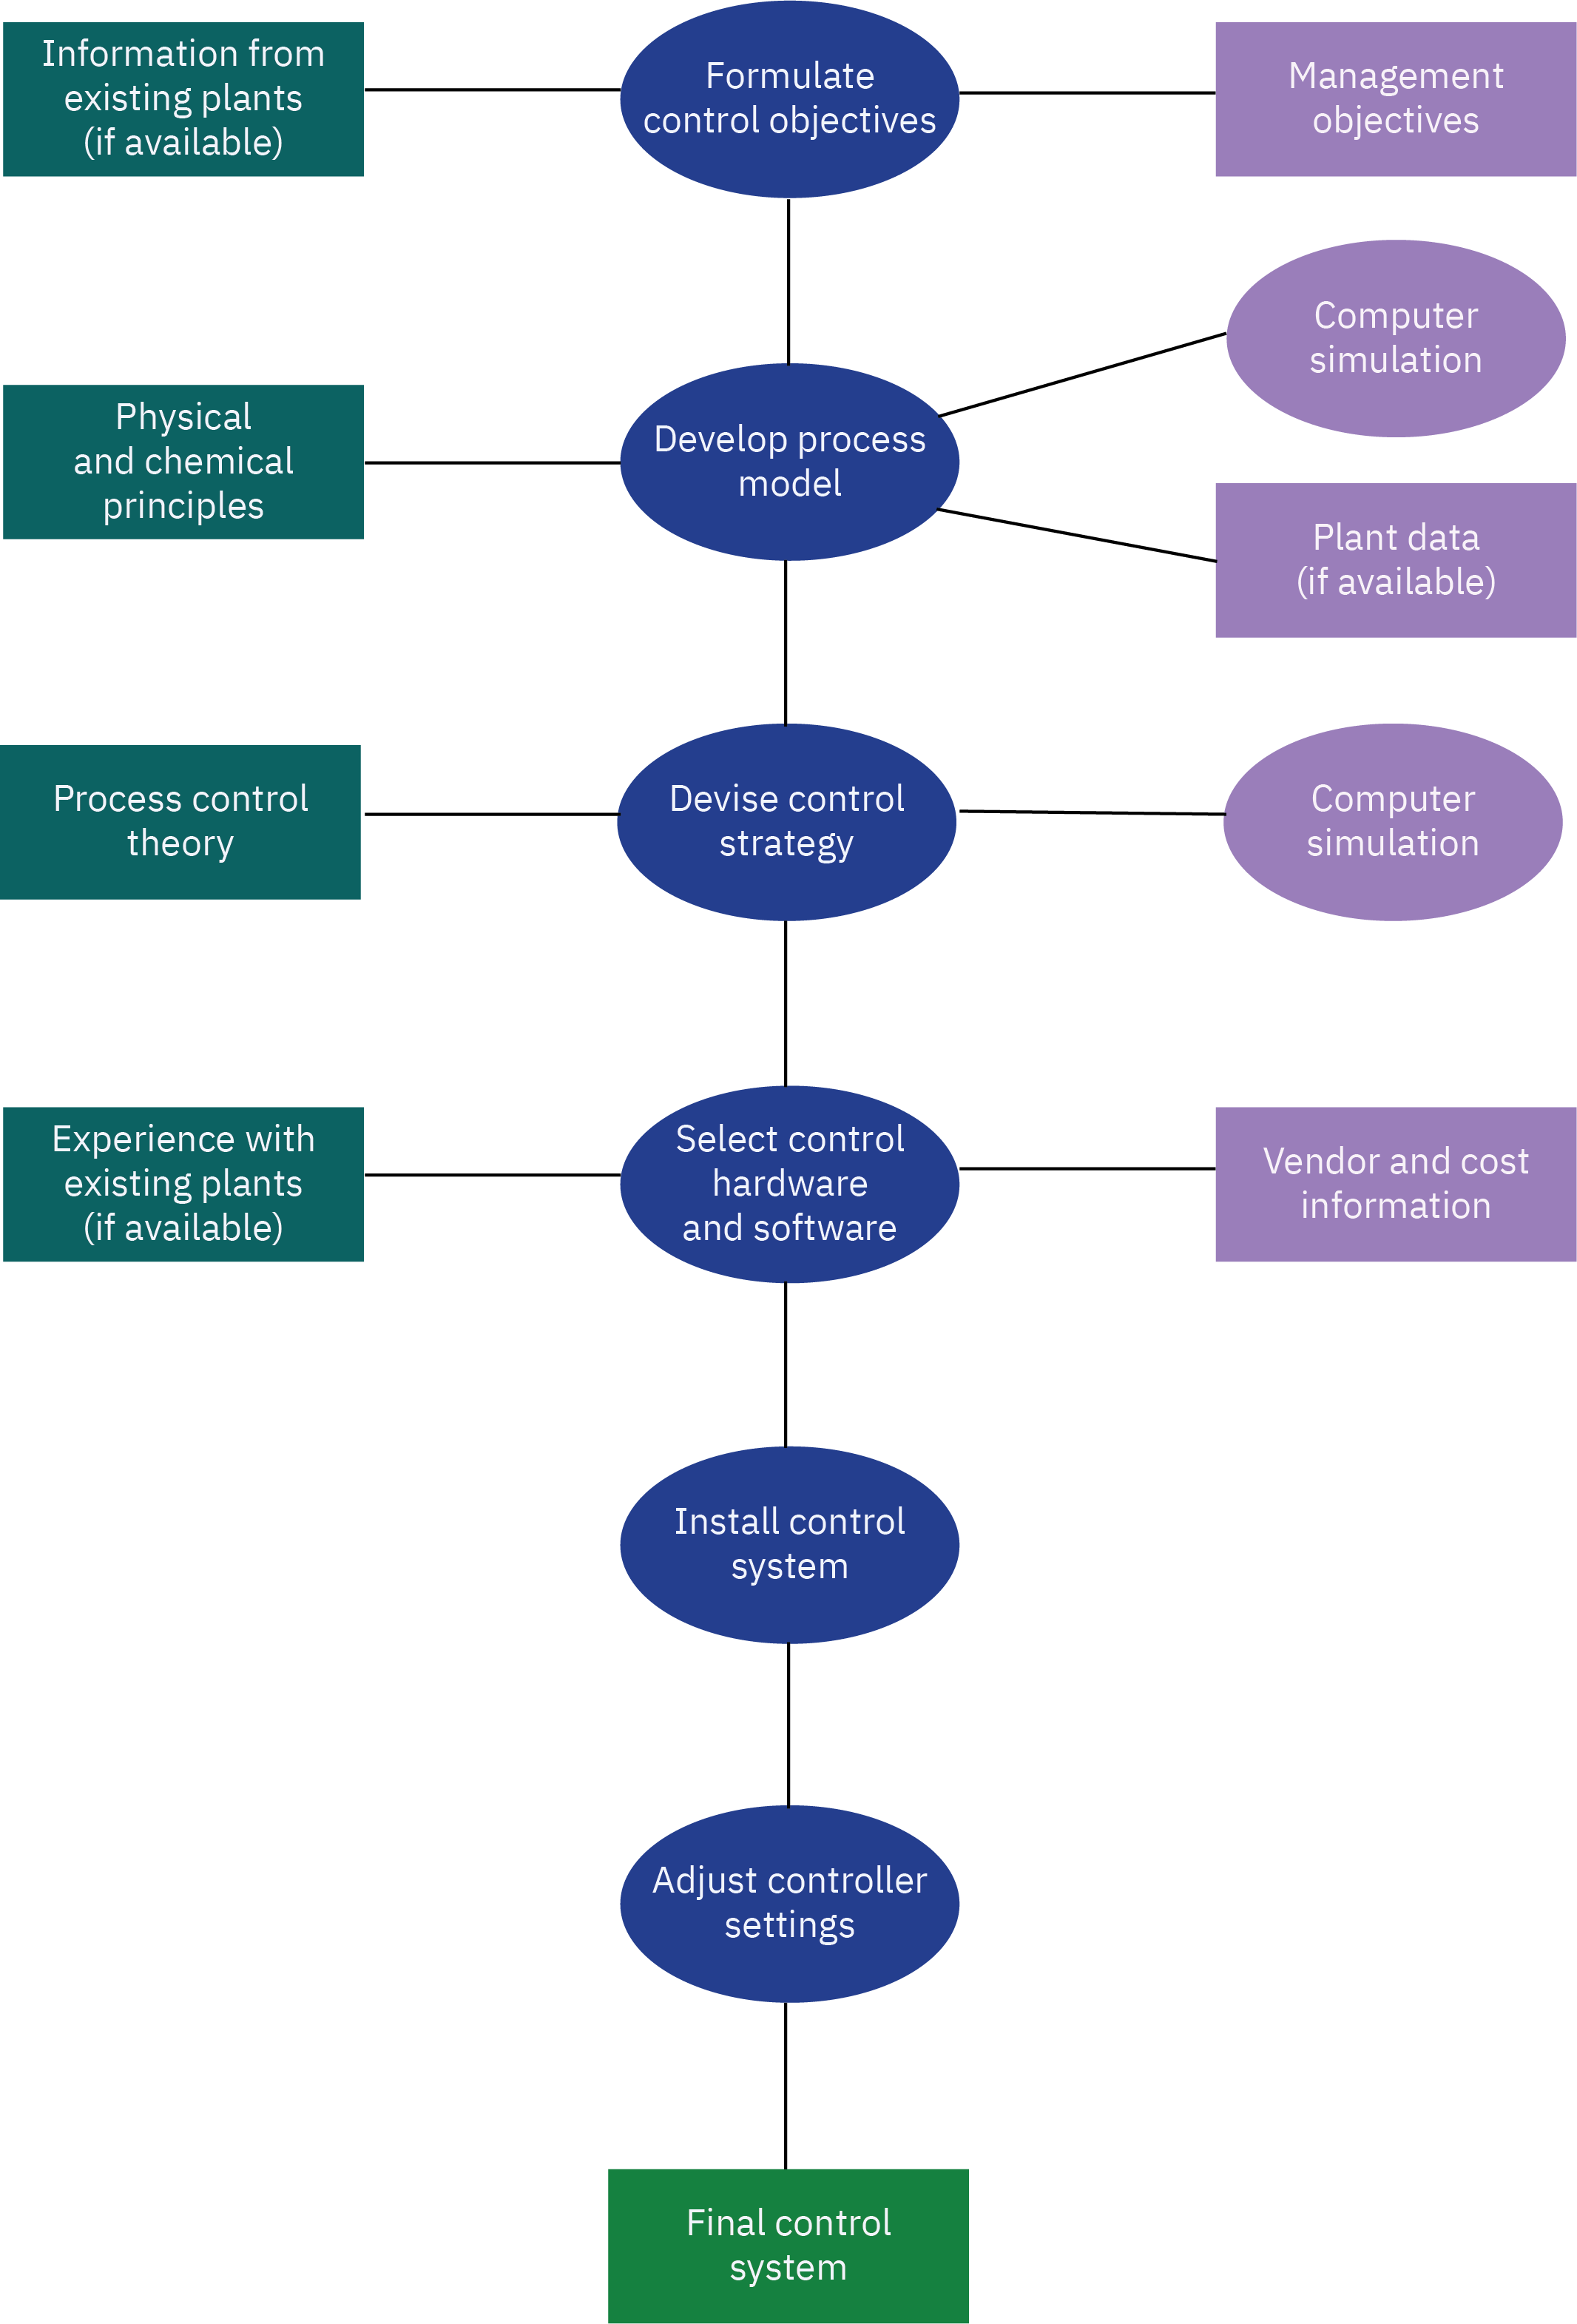 Information from
existing plants
(if available)
Formulate
control objectives
Management
objectives
Computer
simulation
Physical
and chemical
principles
Develop process
model
Plant data
(if available)
Process control
theory
Devise control
strategy
Computer
simulation
Experience with
existing plants
(if available)
Select control
hardware
and software
Vendor and cost
information
Install control
system
Adjust controller
settings
Final control
system